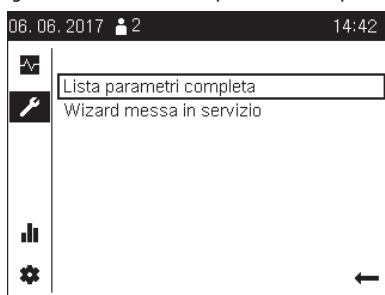 06. 06. 2017 2 14:42
Lista parametri completa
Wizard messa in servizio